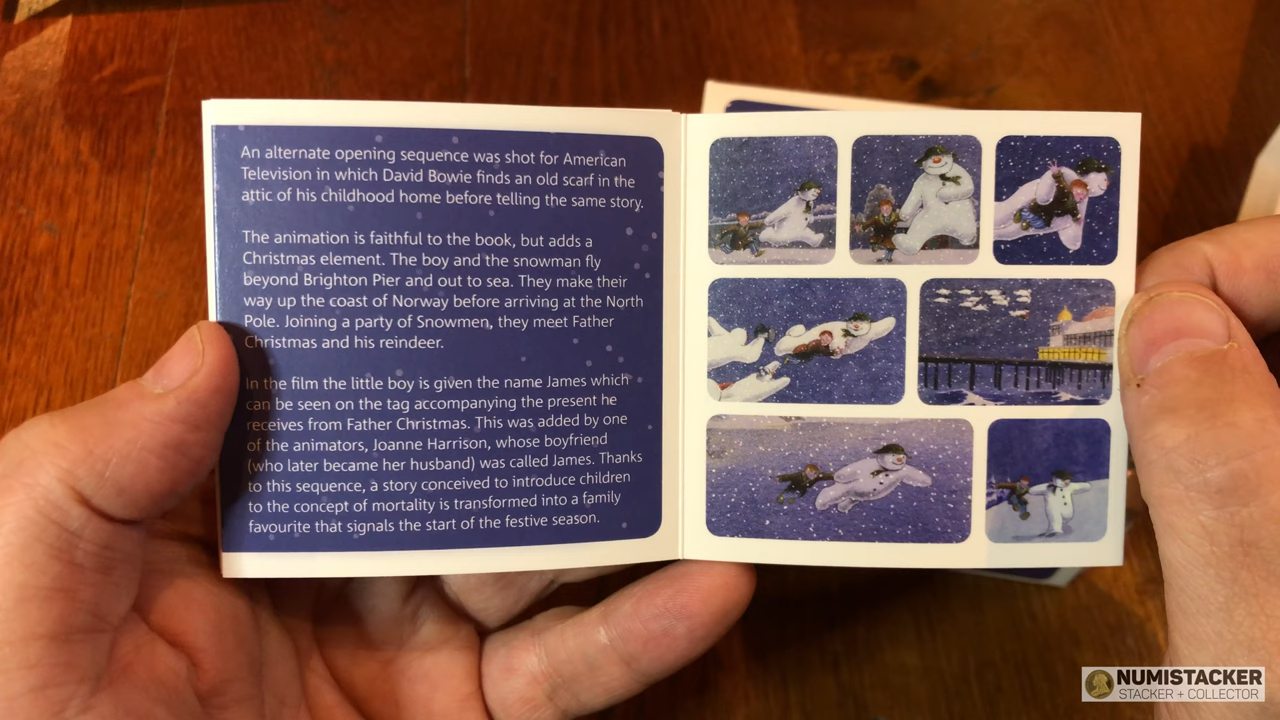 An alternate opening sequence was shot for American
Television in which David Bowie finds an old scarf in the
attic of his childhood home before telling the same story.
The animation is faithful to the book, but adds a
Christmas element. The boy and the snowman fly
beyond Brighton Pier and out to sea. They make their
way up the coast of Norway before arriving at the North
Pole. Joining a party of Snowmen, they meet Father
Christmas and his reindeer.
In the film the little boy is given the name James which
can be seen on the tag accompanying the present he
receives from Father Christmas. This was added by one
of the animators, Joanne Harrison, whose boyfriend
(who later became her husband) was called James. Thanks
to this sequence, a story conceived to introduce children
to the concept of mortality is transformed into a family
favourite that signals the start of the festive season.
NUMISTACKER
STACKER + COLLECTOR